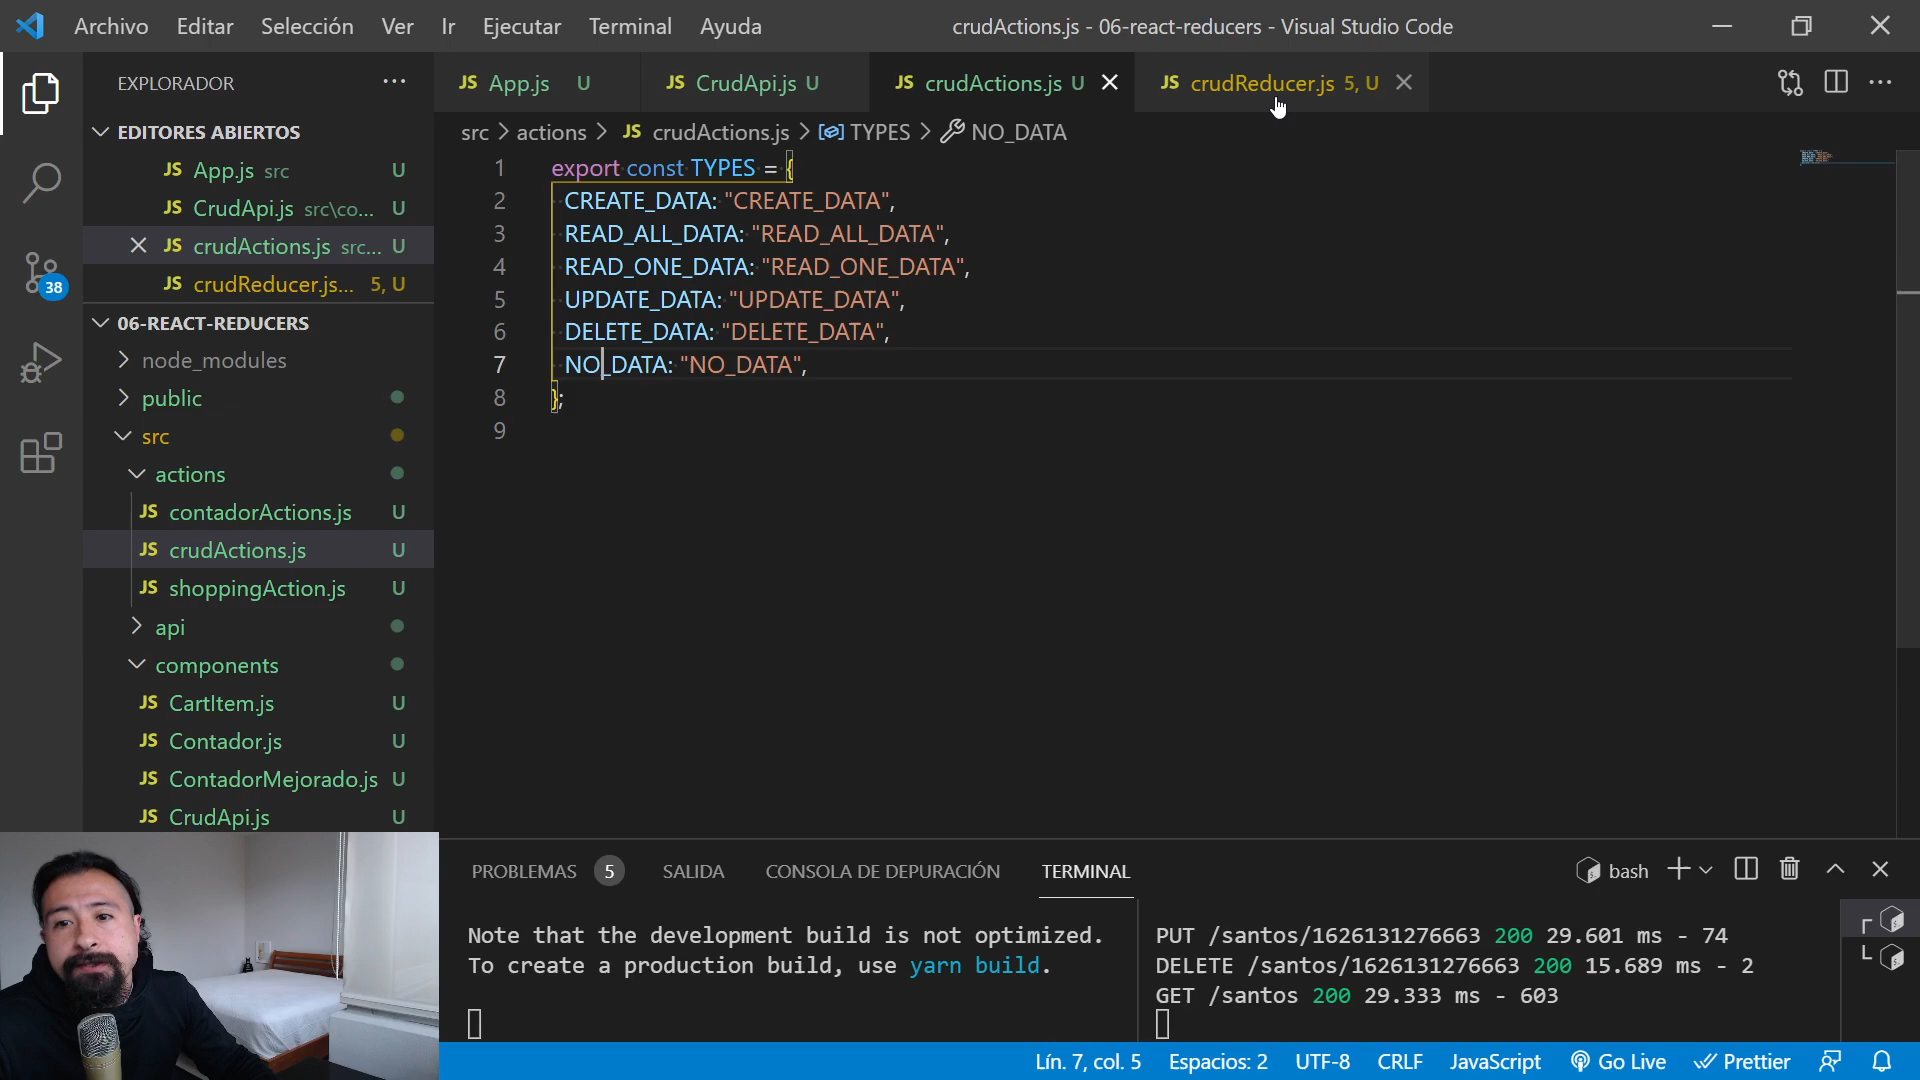 Archivo Editar Selección Ver Ir Ejecutar Terminal Ayuda
crudActions.js - 06-react-reducers - Visual Studio Code
EXPLORADOR ...
EDITORES ABIERTOS
JS App.js src U
JS CrudApi.js src\co... U
JS crudActions.js src... U
JS crudReducer.js... 5, U
06-REACT-REDUCERS
node_modules
public
src
actions
JS contadorActions.js U
JS crudActions.js U
JS shoppingAction.js U
api
components
JS CartItem.js U
JS Contador.js U
JS ContadorMejorado.js U
JS CrudApi.js U
38
JS App.js U
JS CrudApi.js U
JS crudActions.js U
JS crudReducer.js 5, U
src > actions > JS crudActions.js > TYPES > NO_DATA
1 export const TYPES = {
2 CREATE_DATA: "CREATE_DATA",
3 READ_ALL_DATA: "READ_ALL_DATA",
4 READ_ONE_DATA: "READ_ONE_DATA",
5 UPDATE_DATA: "UPDATE_DATA",
6 DELETE_DATA: "DELETE_DATA",
7 NO_DATA: "NO_DATA",
8 };
9
PROBLEMAS 5 SALIDA CONSOLA DE DEPURACIÓN TERMINAL
bash
Note that the development build is not optimized.
To create a production build, use yarn build.
PUT /santos/1626131276663 200 29.601 ms - 74
DELETE /santos/1626131276663 200 15.689 ms - 2
GET /santos 200 29.333 ms - 603
Lín. 7, col. 5 Espacios: 2 UTF-8 CRLF JavaScript Go Live Prettier